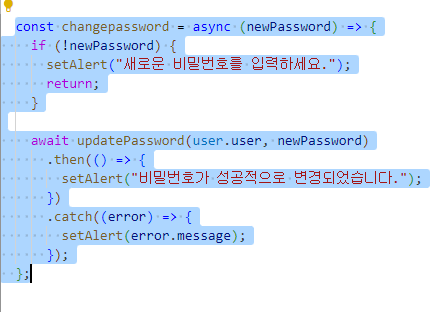 const changepassword = async (newPassword) => {
if (!newPassword) {
setAlert("새로운 비밀번호를 입력하세요.");
return;
}
await updatePassword(user.user, newPassword)
.then(() => {
setAlert("비밀번호가 성공적으로 변경되었습니다.");
})
.catch((error) => {
setAlert(error.message);
});
};